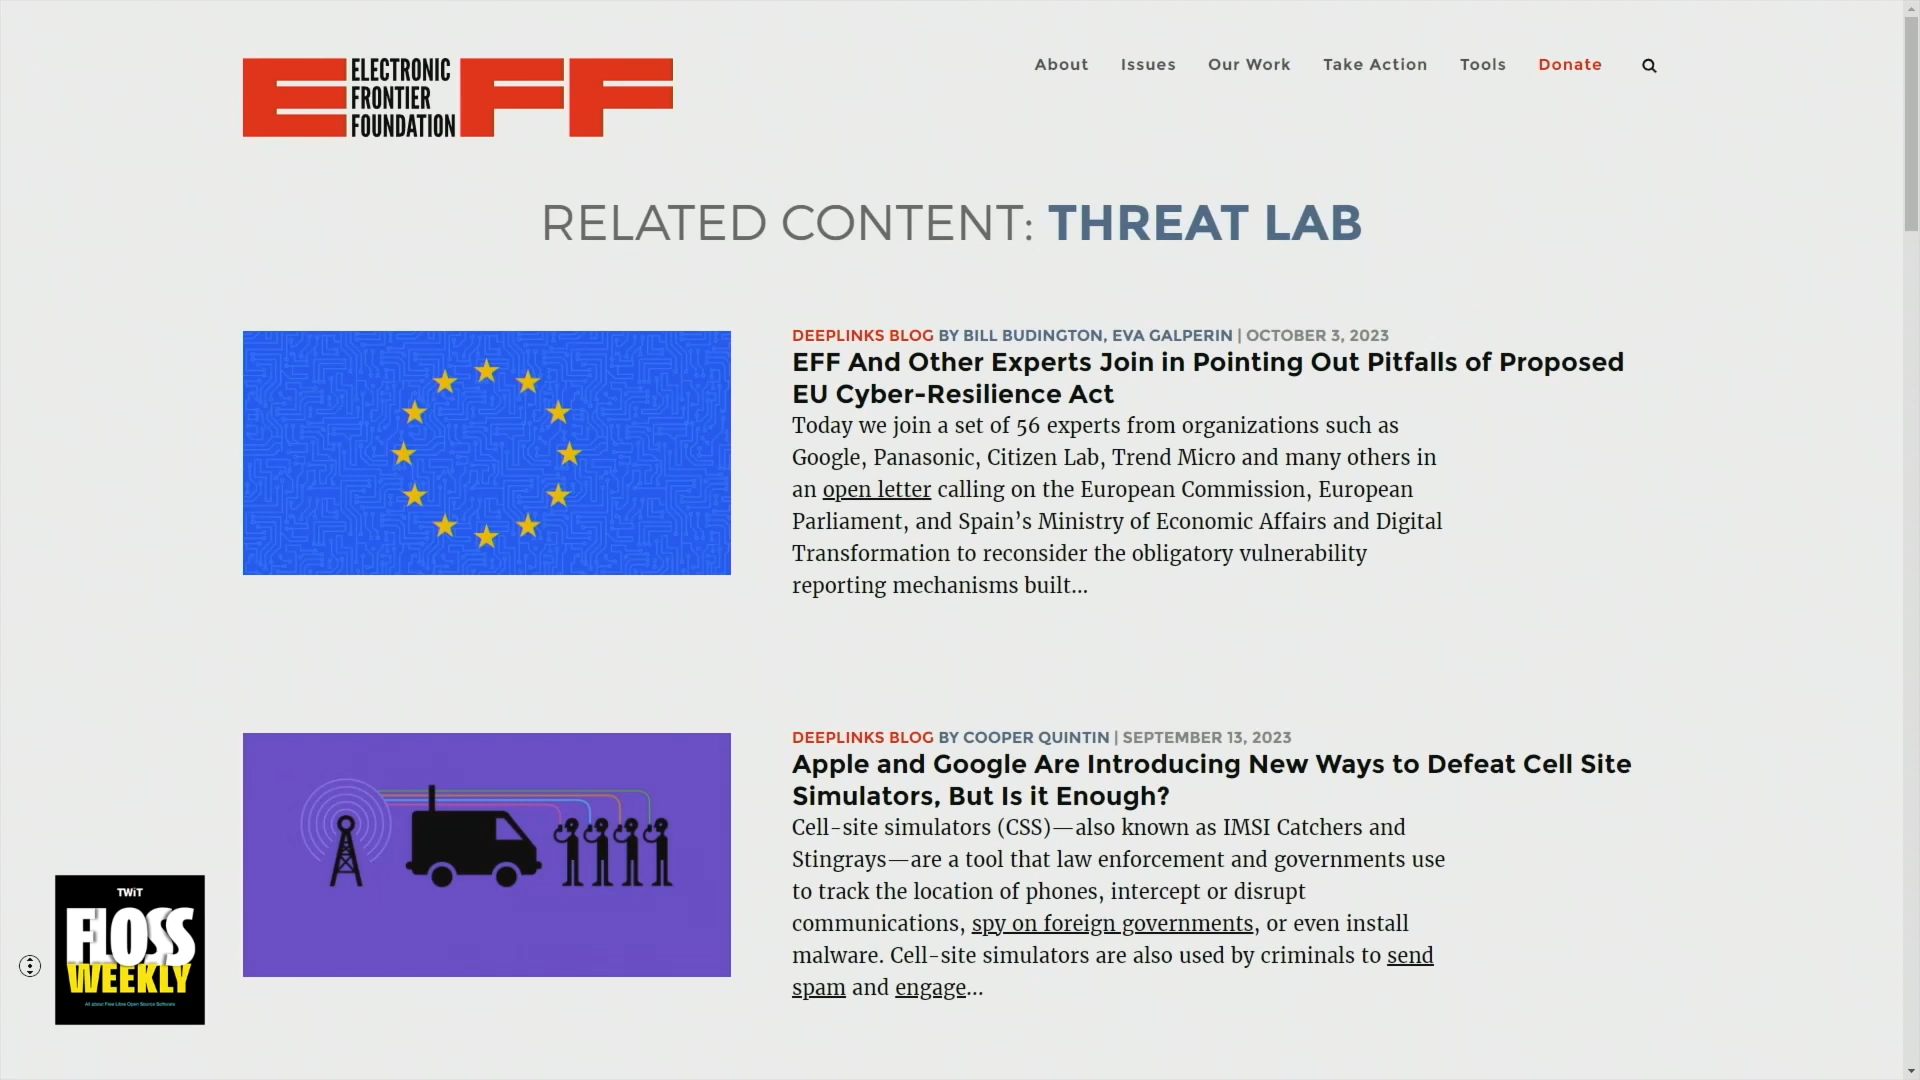 ELECTRONIC
FRONTIER
FOUNDATION
EFF
About Issues Our Work Take Action Tools Donate
RELATED CONTENT: THREAT LAB
DEEPLINKS BLOG BY BILL BUDINGTON, EVA GALPERIN | OCTOBER 3, 2023
EFF And Other Experts Join in Pointing Out Pitfalls of Proposed
EU Cyber-Resilience Act
Today we join a set of 56 experts from organizations such as
Google, Panasonic, Citizen Lab, Trend Micro and many others in
an open letter calling on the European Commission, European
Parliament, and Spain’s Ministry of Economic Affairs and Digital
Transformation to reconsider the obligatory vulnerability
reporting mechanisms built...
DEEPLINKS BLOG BY COOPER QUINTIN | SEPTEMBER 13, 2023
Apple and Google Are Introducing New Ways to Defeat Cell Site
Simulators, But Is it Enough?
Cell-site simulators (CSS)—also known as IMSI Catchers and
Stingrays—are a tool that law enforcement and governments use
to track the location of phones, intercept or disrupt
communications, spy on foreign governments, or even install
malware. Cell-site simulators are also used by criminals to send
spam and engage...
TWiT
FLOSS
WEEKLY
All about Free Libre Open Source Software